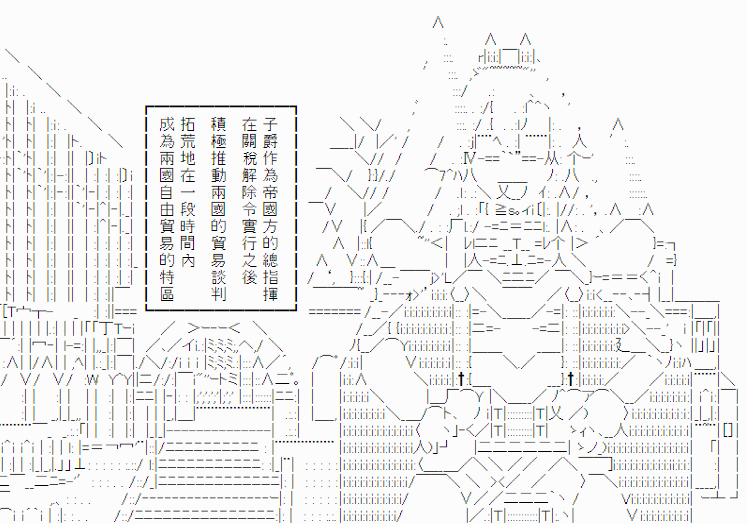 子爵作為帝國方的總指揮
在關稅解除令實行之後
積極推動兩國的貿易談判
拓荒地在一段時間內
成為兩國自由貿易的特區